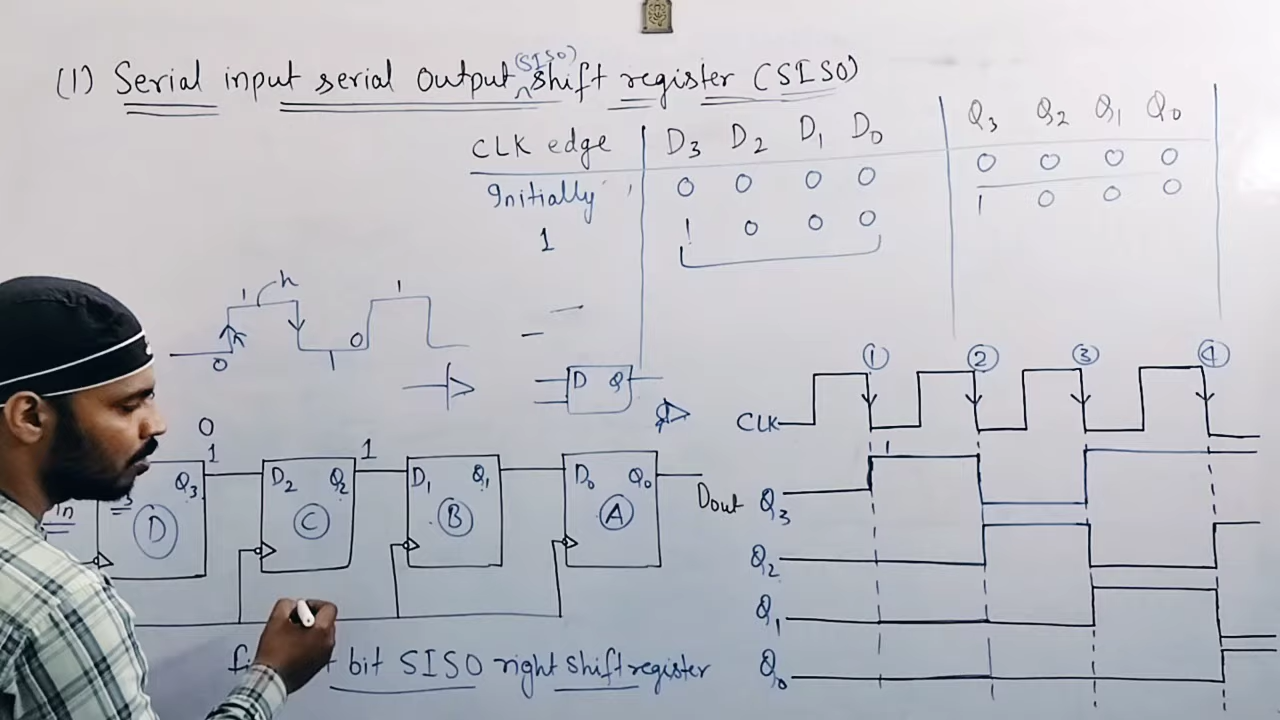 (1) Serial input serial output (SISO) shift register (SISO)
CLK edge D3 D2 D1 D0 Q3 Q2 Q1 Q0
Initially 0 0 0 0 0 0 0 0
1 1 0 0 0 1 0 0 0
0 1 1 0 1
D Q
① ② ③ ④
CLK
0
1 1
Q3 D2 Q2 D1 Q1 D0 Q0
D C B A
Dout
1
Q3
Q2
Q1
Q0
bit SISO right shift register